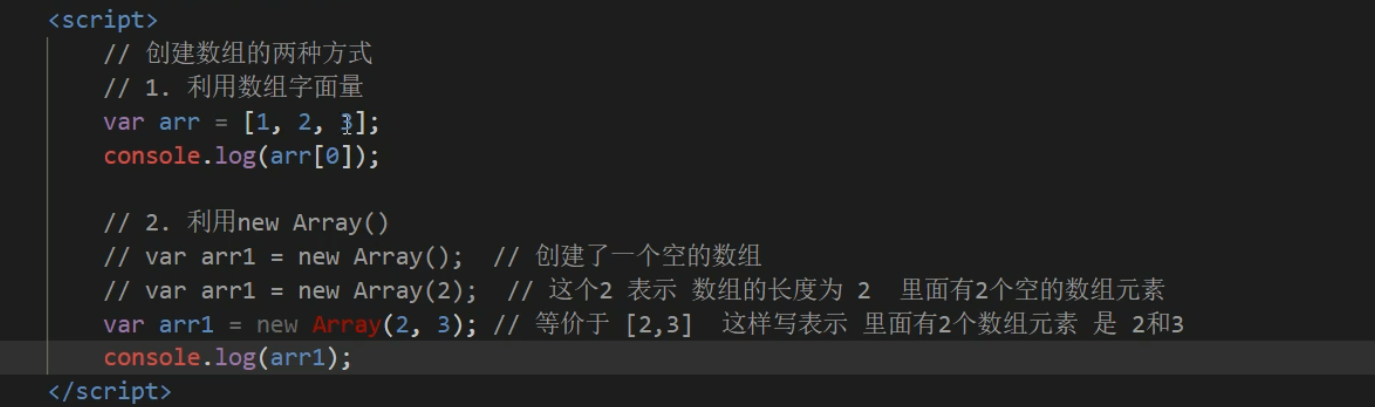 <script>
// 创建数组的两种方式
// 1. 利用数组字面量
var arr = [1, 2, 3];
console.log(arr[0]);
// 2. 利用new Array()
// var arr1 = new Array();  // 创建了一个空的数组
// var arr1 = new Array(2);  // 这个2 表示 数组的长度为 2  里面有2个空的数组元素
var arr1 = new Array(2, 3); // 等价于 [2,3]  这样写表示 里面有2个数组元素 是 2和3
console.log(arr1);
</script>